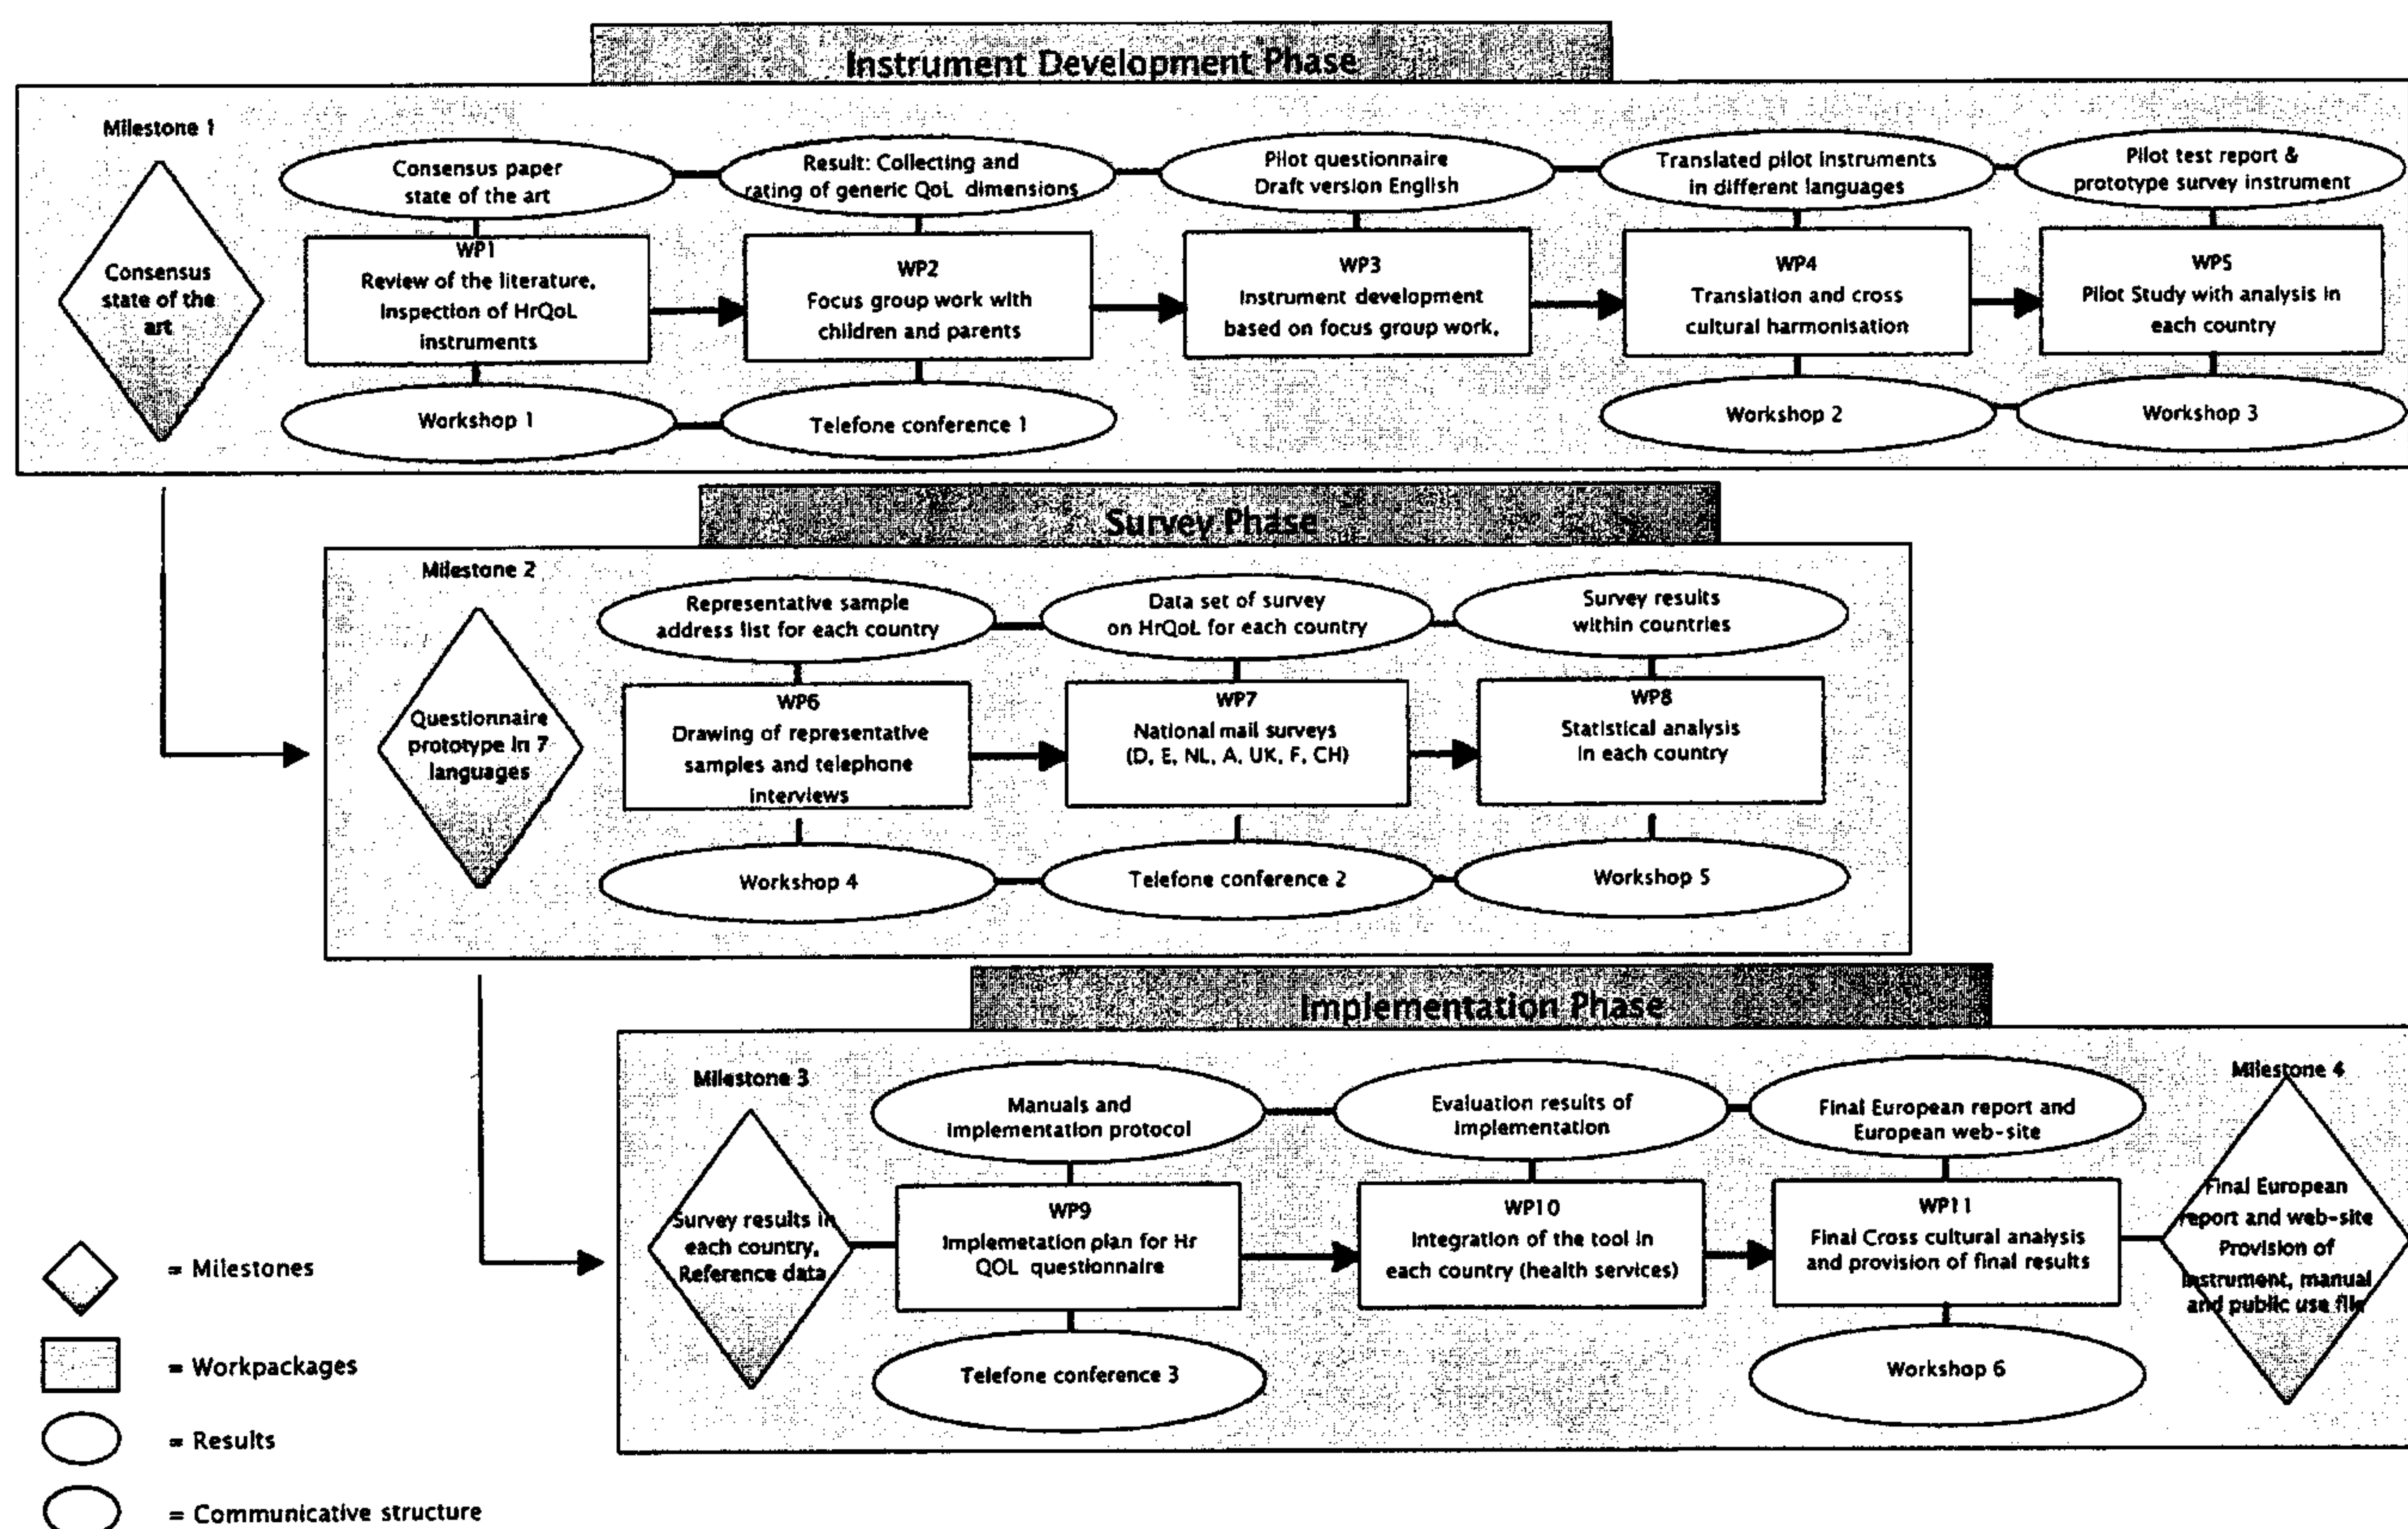 Instrument Development Phase
Milestone 1
Consensus
state of the
art
Consensus paper
state of the art
Result: Collecting and
rating of generic QoL dimensions
Pilot questionnaire
Draft version English
Translated pilot instruments
in different languages
Pilot test report &
prototype survey instrument
WP1
Review of the literature.
Inspection of HrQoL
instruments
WP2
Focus group work with
children and parents
WP3
Instrument development
based on focus group work.
WP4
Translation and cross
cultural harmonisation
WP5
Pilot Study with analysis in
each country
Workshop 1
Telefone conference 1
Workshop 2
Workshop 3
Survey Phase
Milestone 2
Questionnaire
prototype in 7
languages
Representative sample
address list for each country
Data set of survey
on HrQoL for each country
Survey results
within countries
WP6
Drawing of representative
samples and telephone
interviews
WP7
National mail surveys
(D, E, NL, A, UK, F, CH)
WP8
Statistical analysis
in each country
Workshop 4
Telefone conference 2
Workshop 5
Implementation Phase
Milestone 3
Survey results in
each country,
Reference data
Manuals and
implementation protocol
Evaluation results of
implementation
Final European report and
European web-site
Milestone 4
Final European
report and web-site
Provision of
instrument, manual
and public use file
WP9
Implemetation plan for Hr
QOL questionnaire
WP10
Integration of the tool in
each country (health services)
WP11
Final Cross cultural analysis
and provision of final results
Telefone conference 3
Workshop 6
= Milestones
= Workpackages
= Results
= Communicative structure